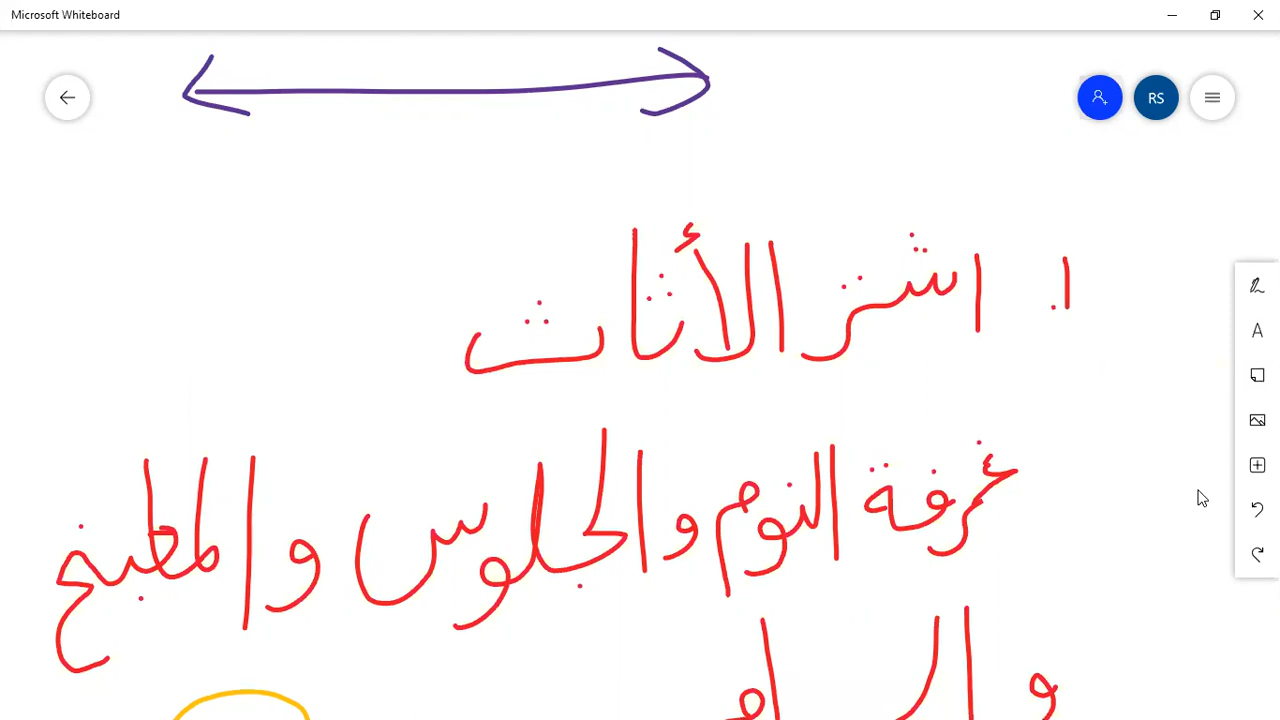 Microsoft Whiteboard
RS
١. اشتر الأثاث
غرفة النوم والجلوس والمطبخ
A